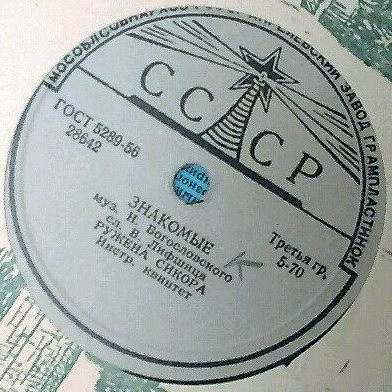 МОСОБЛСОВНАРХОЗ
ЗАВОД ГРАМПЛАСТИНОК
СССР
ГОСТ 5289-56
28642
Третья гр.
5-70
ЗНАКОМЫЕ
муз. Н. Богословского
сл. В. Лифшица
РУЖЕНА СИКОРА
Инстр. квинтет
К